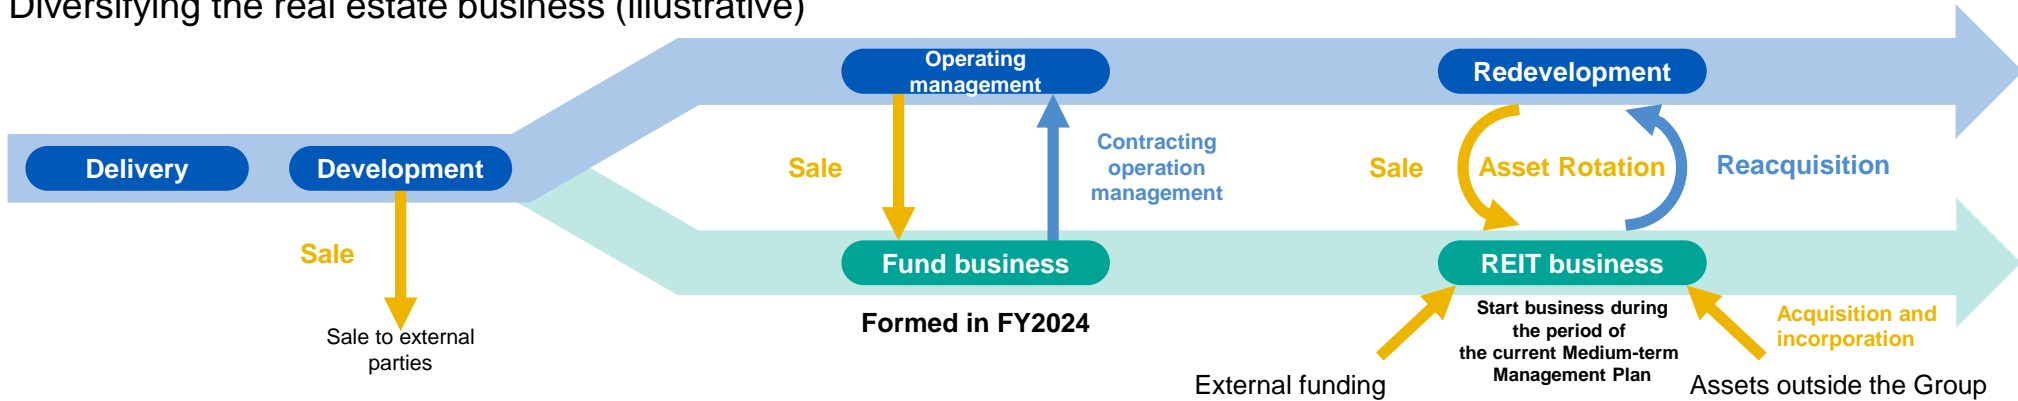 Diversifying the real estate business (illustrative)
Delivery
Development
Sale
Sale to external
parties
Operating
management
Sale
Contracting
operation
management
Fund business
Formed in FY2024
Redevelopment
Sale
Asset Rotation
Reacquisition
REIT business
Start business during
the period of
the current Medium-term
Management Plan
External funding
Acquisition and
incorporation
Assets outside the Group